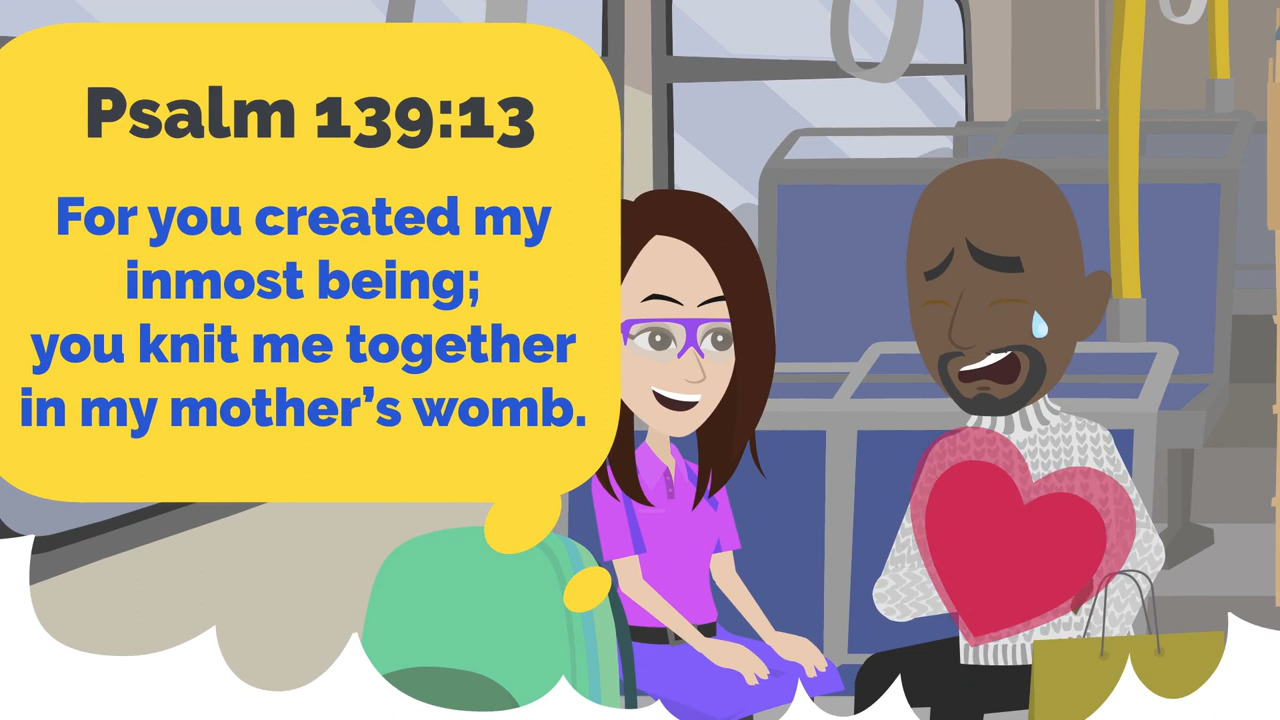 Psalm 139:13
For you created my
inmost being;
you knit me together
in my mother’s womb.